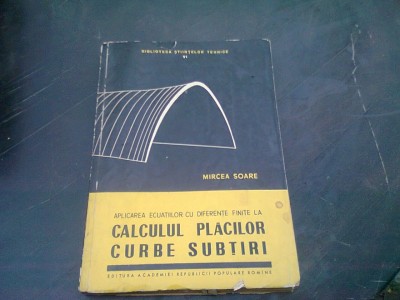 BIBLIOTECA ȘTIINȚELOR TEHNICE
VI
MIRCEA SOARE
APLICAREA ECUAȚIILOR CU DIFERENȚE FINITE LA
CALCULUL PLĂCILOR
CURBE SUBȚIRI
EDITURA ACADEMIEI REPUBLICII POPULARE ROMÎNE